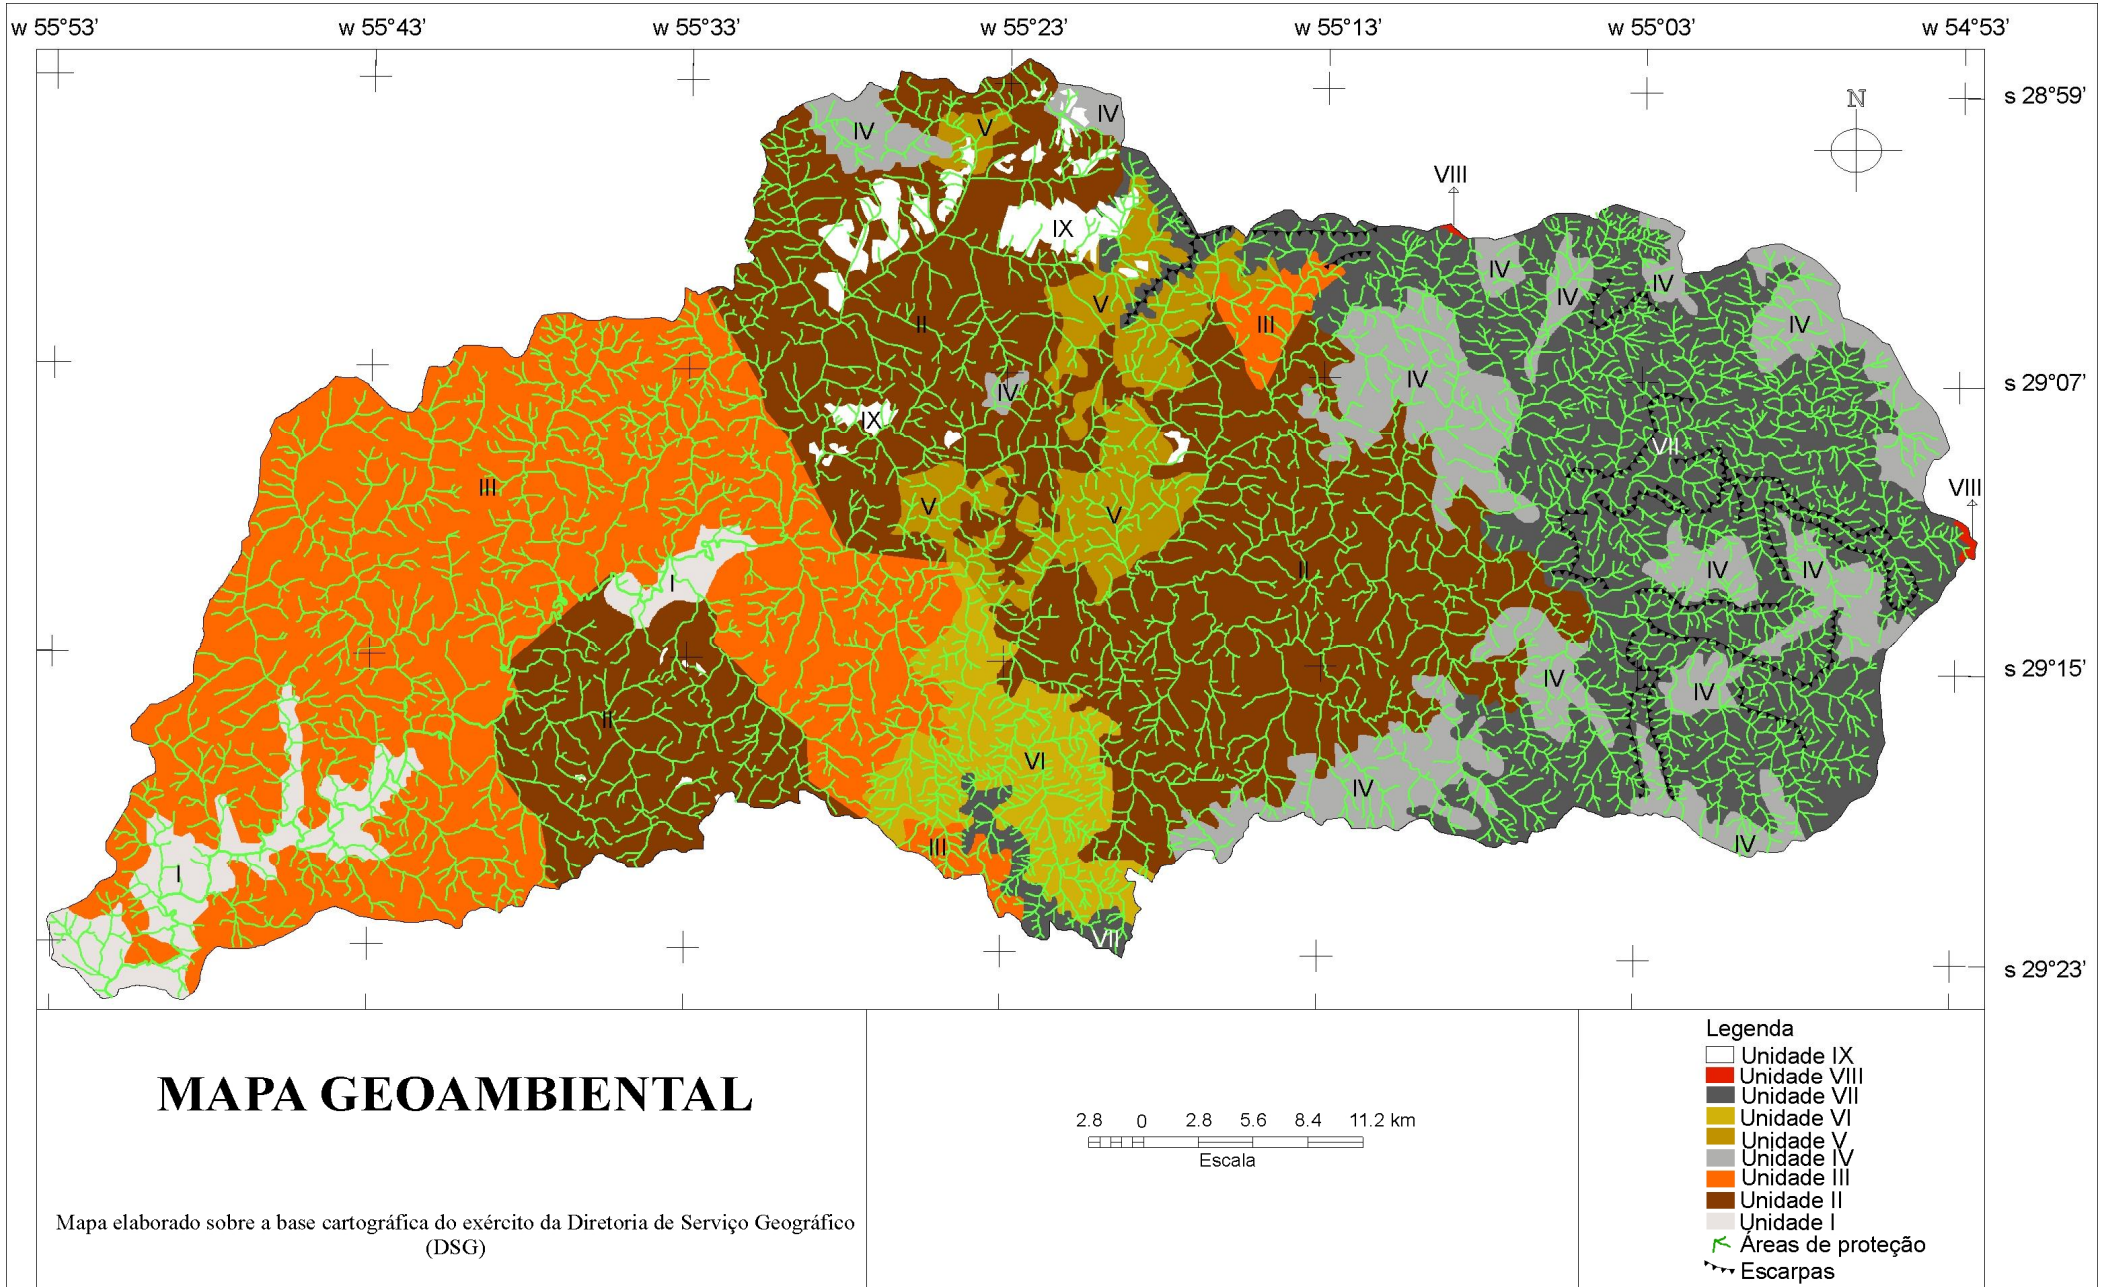 w 55°53’ w 55°43’ w 55°33’ w 55°23’ w 55°13’ w 55°03’ w 54°53’
s 28°59’
N
IV V IV
VIII
IX
IV IV IV
II V III IV
IV IV
s 29°07’
IX
VII
III V V VIII
I II IV IV
s 29°15’
II IV IV
VI IV
III IV
I
VII
s 29°23’
MAPA GEOAMBIENTAL
Mapa elaborado sobre a base cartográfica do exército da Diretoria de Serviço Geográfico
(DSG)
2.8 0 2.8 5.6 8.4 11.2 km
Escala
Legenda
Unidade IX
Unidade VIII
Unidade VII
Unidade VI
Unidade V
Unidade IV
Unidade III
Unidade II
Unidade I
Áreas de proteção
Escarpas